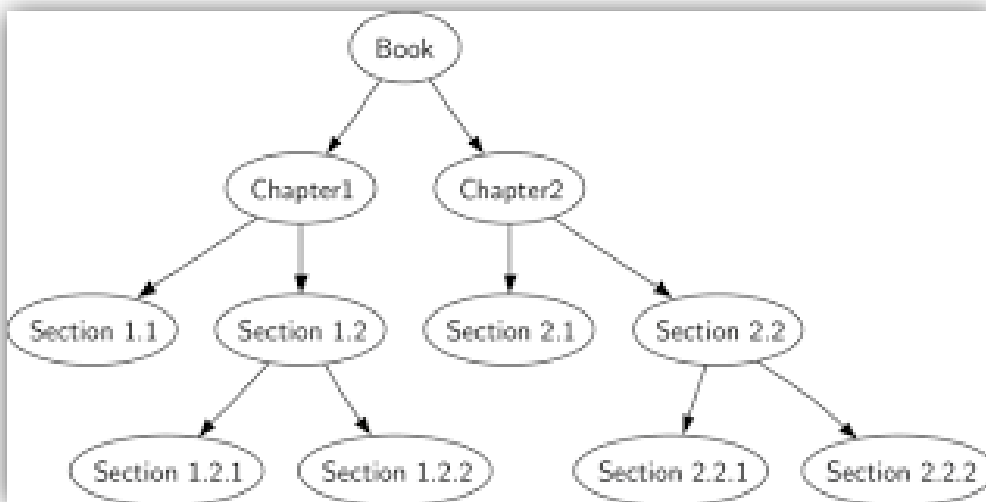 Book
Chapter1
Chapter2
Section 1.1
Section 1.2
Section 2.1
Section 2.2
Section 1.2.1
Section 1.2.2
Section 2.2.1
Section 2.2.2